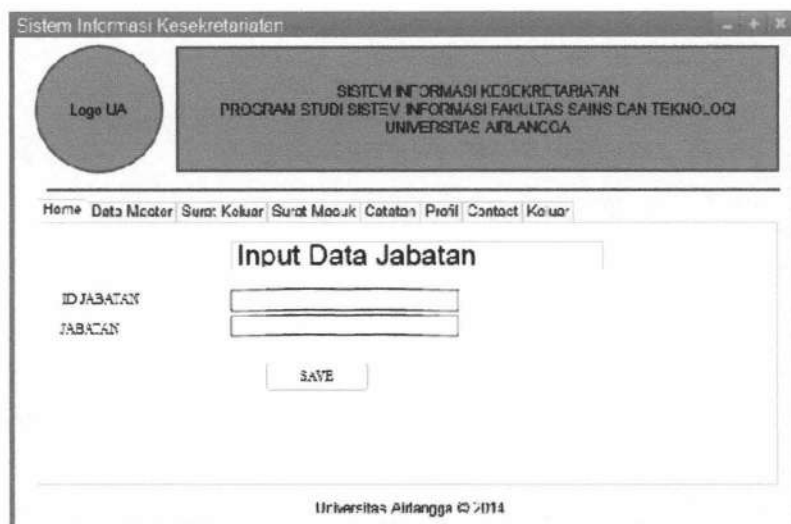 Sistem Informasi Kesekretariatan
Logo UA
SISTEM INFORMASI KESEKRETARIATAN
PROGRAM STUDI SISTEM INFORMASI FAKULTAS SAINS DAN TEKNOLOGI
UNIVERSITAS AIRLANGGA
Home Data Master Surat Keluar Surat Masuk Catatan Profil Contact Keluar
Input Data Jabatan
ID JABATAN
JABATAN
SAVE
Universitas Airlangga © 2014